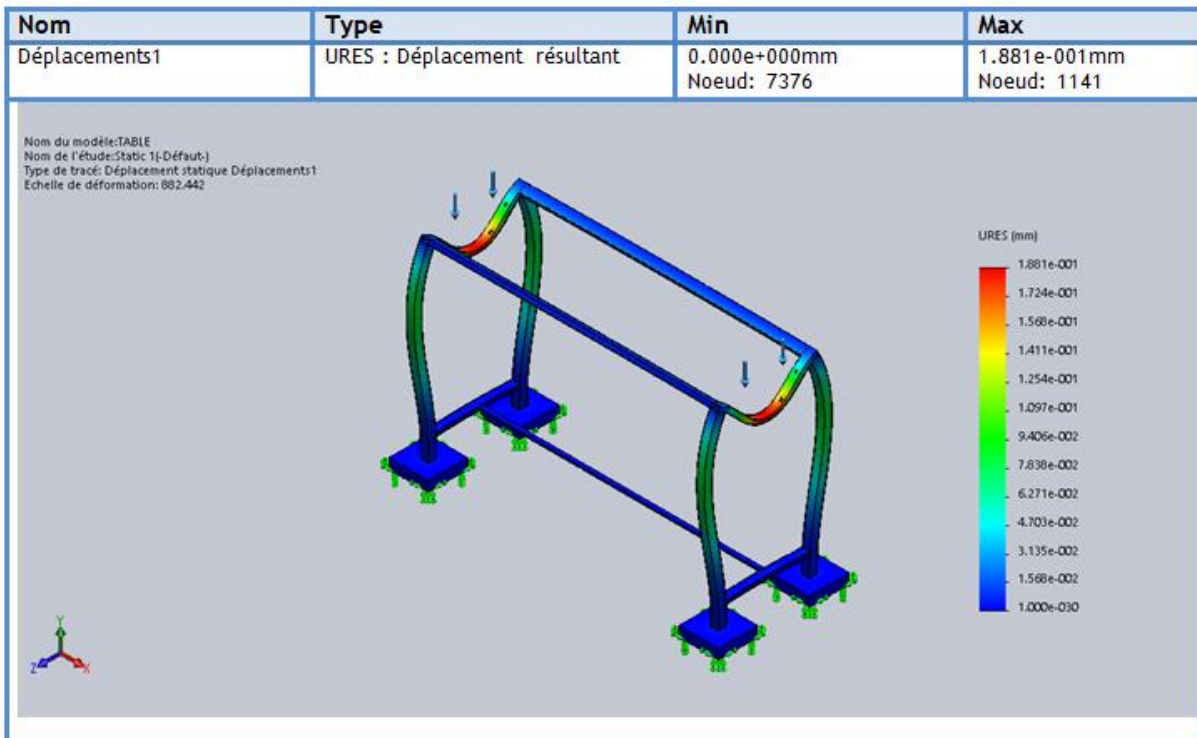 Nom Type Min Max
Déplacements1 URES : Déplacement résultant 0.000e+000mm 1.881e-001mm
Noeud: 7376 Noeud: 1141
Nom du modèle:TABLE
Nom de l'étude:Static 1(-Défaut-)
Type de tracé: Déplacement statique Déplacements1
Echelle de déformation: 882.442
URES (mm)
1.881e-001
1.724e-001
1.568e-001
1.411e-001
1.254e-001
1.097e-001
9.406e-002
7.838e-002
6.271e-002
4.703e-002
3.135e-002
1.568e-002
1.000e-030
Y
Z X